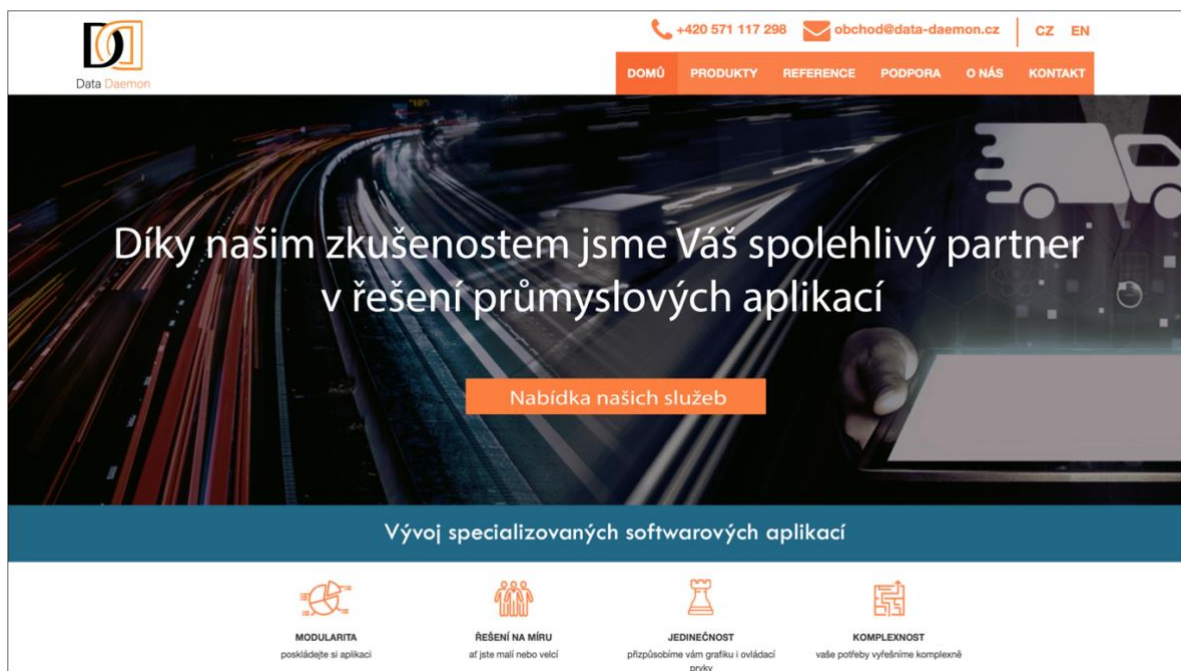 +420 571 117 298 obchod@data-daemon.cz CZ EN
Data Daemon
DOMŮ PRODUKTY REFERENCE PODPORA O NÁS KONTAKT
Díky našim zkušenostem jsme Váš spolehlivý partner
v řešení průmyslových aplikací
Nabídka našich služeb
Vývoj specializovaných softwarových aplikací
MODULARITA
poskládejte si aplikaci
ŘEŠENÍ NA MÍRU
ať jste malí nebo velcí
JEDINEČNOST
přizpůsobíme vám grafiku i ovládací
prvky
KOMPLEXNOST
vaše potřeby vyřešníme komplexně